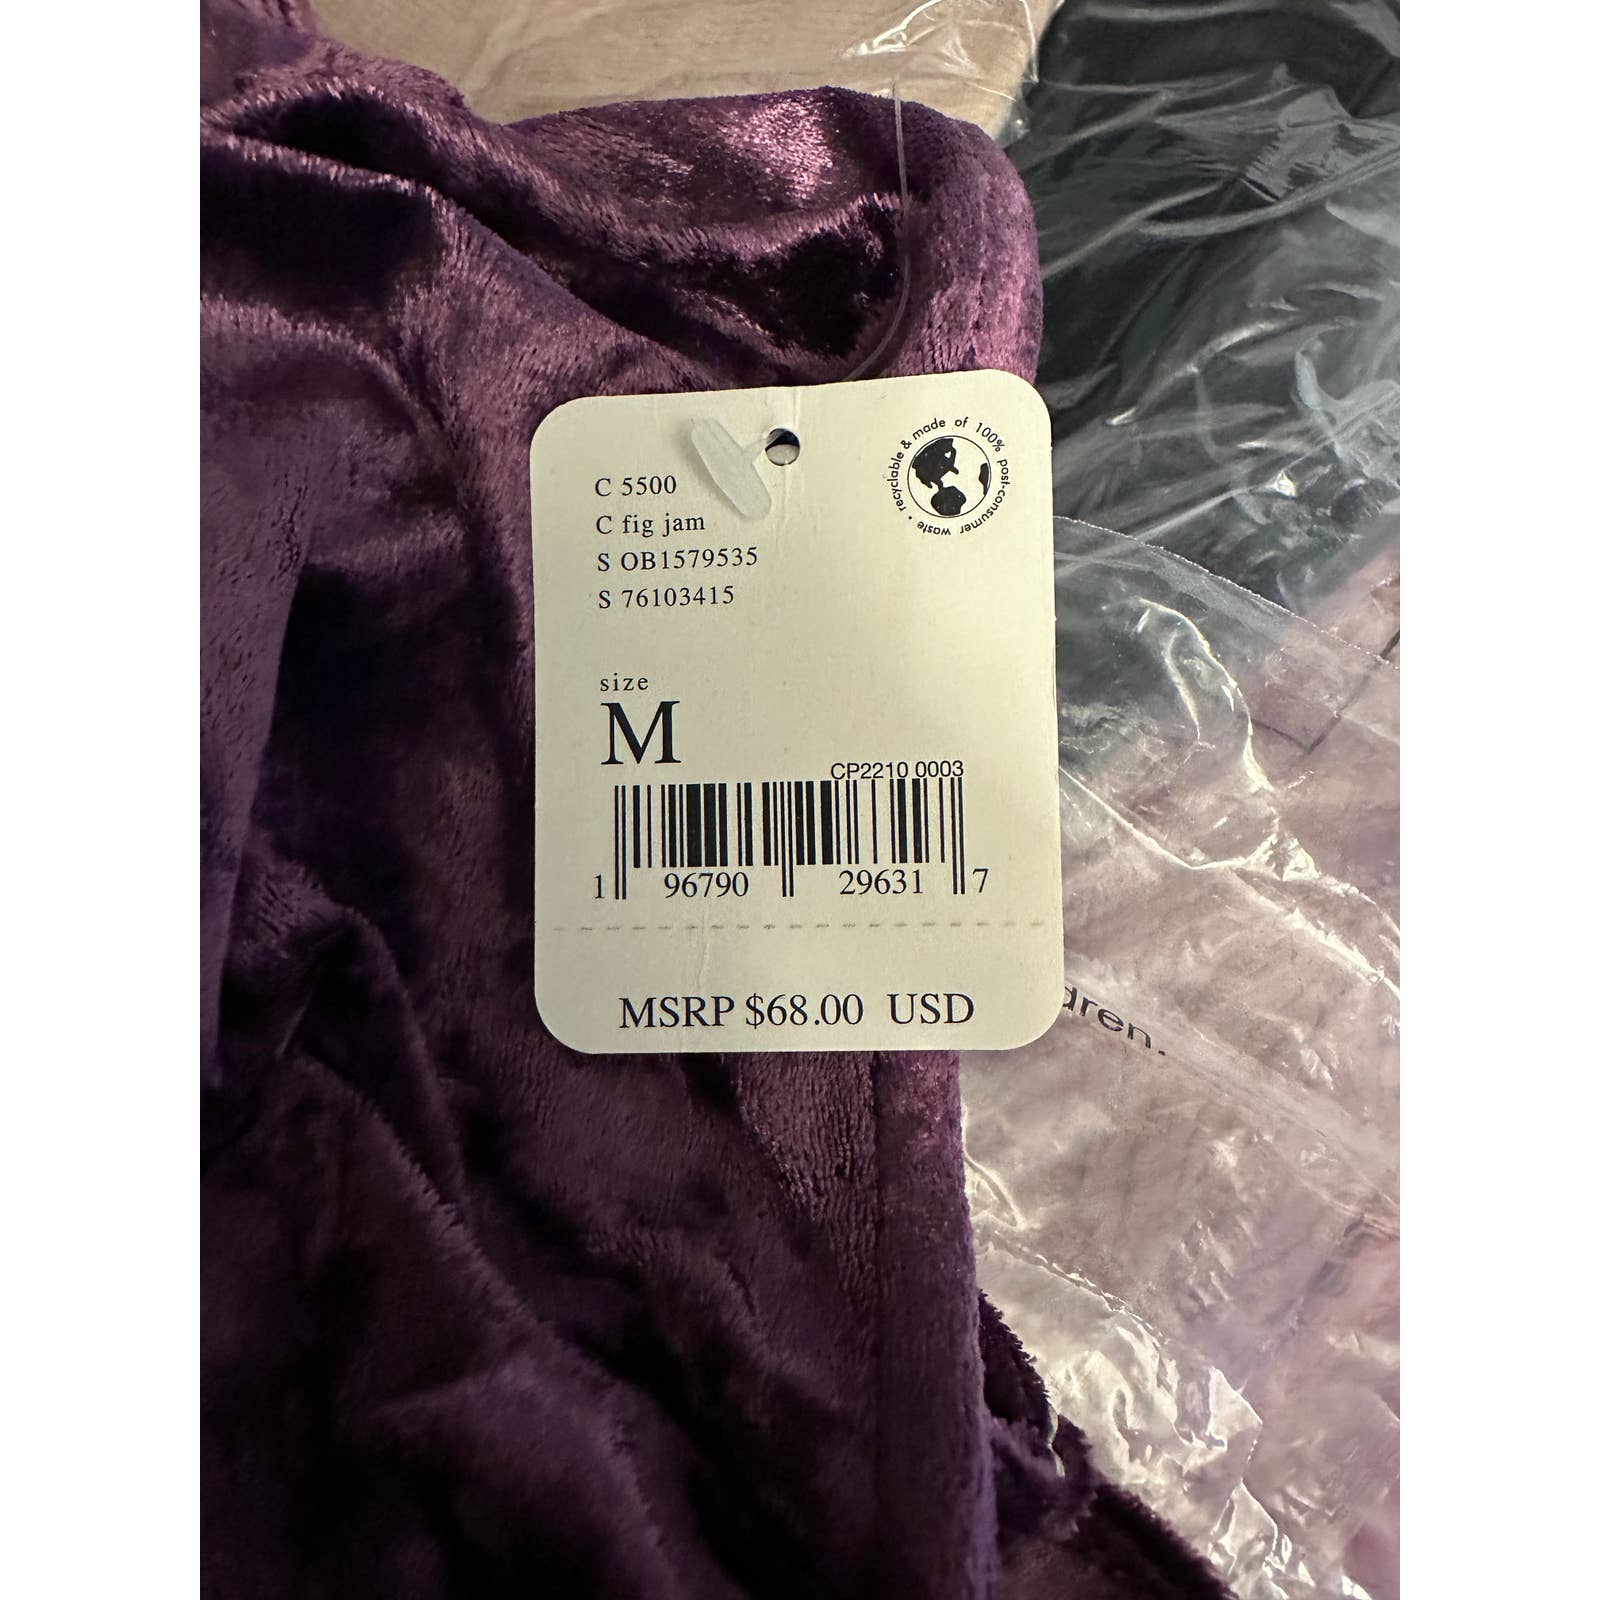 recyclable & made of 100% post-consumer waste •
C 5500
C fig jam
S OB1579535
S 76103415
size
M
CP2210 0003
1 96790 29631 7
MSRP $68.00 USD
dren.